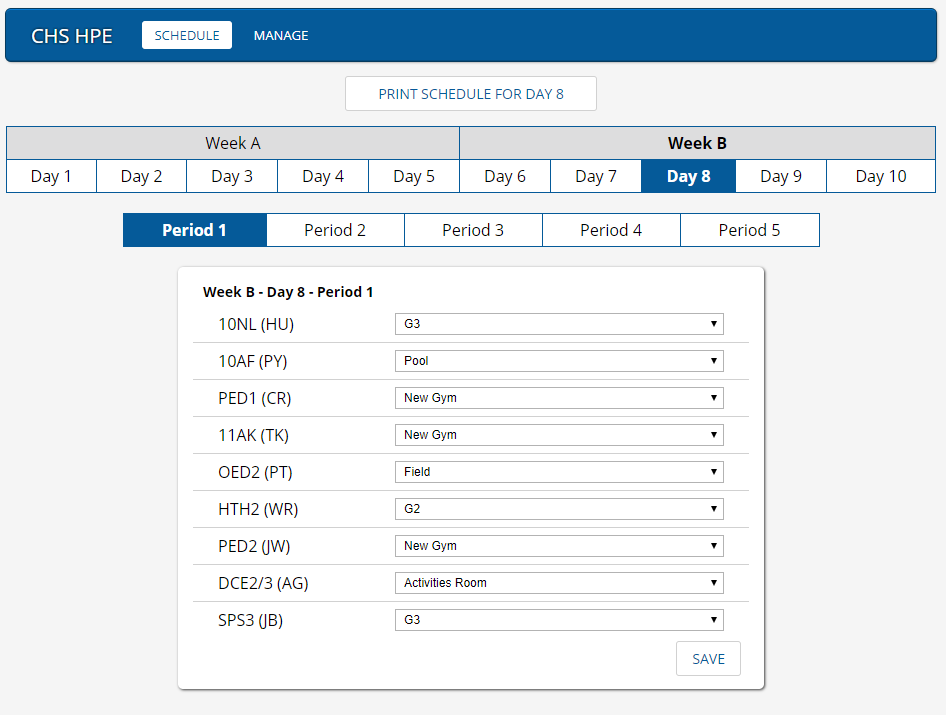 CHS HPE SCHEDULE MANAGE
PRINT SCHEDULE FOR DAY 8
Week A Week B
Day 1 Day 2 Day 3 Day 4 Day 5 Day 6 Day 7 Day 8 Day 9 Day 10
Period 1 Period 2 Period 3 Period 4 Period 5
Week B - Day 8 - Period 1
10NL (HU) G3
10AF (PY) Pool
PED1 (CR) New Gym
11AK (TK) New Gym
OED2 (PT) Field
HTH2 (WR) G2
PED2 (JW) New Gym
DCE2/3 (AG) Activities Room
SPS3 (JB) G3
SAVE